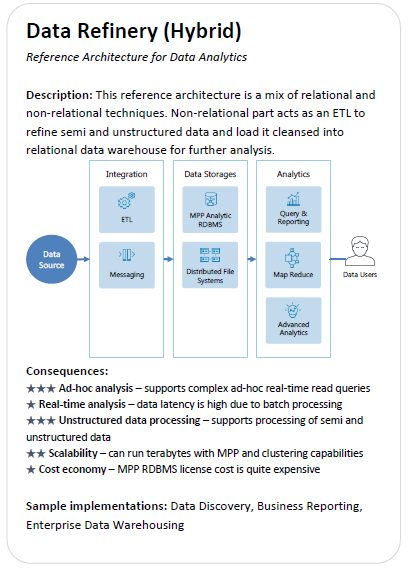 Data Refinery (Hybrid)
Reference Architecture for Data Analytics
Description: This reference architecture is a mix of relational and
non-relational techniques. Non-relational part acts as an ETL to
refine semi and unstructured data and load it cleansed into
relational data warehouse for further analysis.
Integration
Data Storages
Analytics
ETL
MPP Analytic
RDBMS
Query &
Reporting
Data
Source
Messaging
Distributed File
Systems
Map Reduce
Data Users
Advanced
Analytics
Consequences:
★★★ Ad-hoc analysis – supports complex ad-hoc real-time read queries
★ Real-time analysis – data latency is high due to batch processing
★★★ Unstructured data processing – supports processing of semi and
unstructured data
★★ Scalability – can run terabytes with MPP and clustering capabilities
★ Cost economy – MPP RDBMS license cost is quite expensive
Sample implementations: Data Discovery, Business Reporting,
Enterprise Data Warehousing